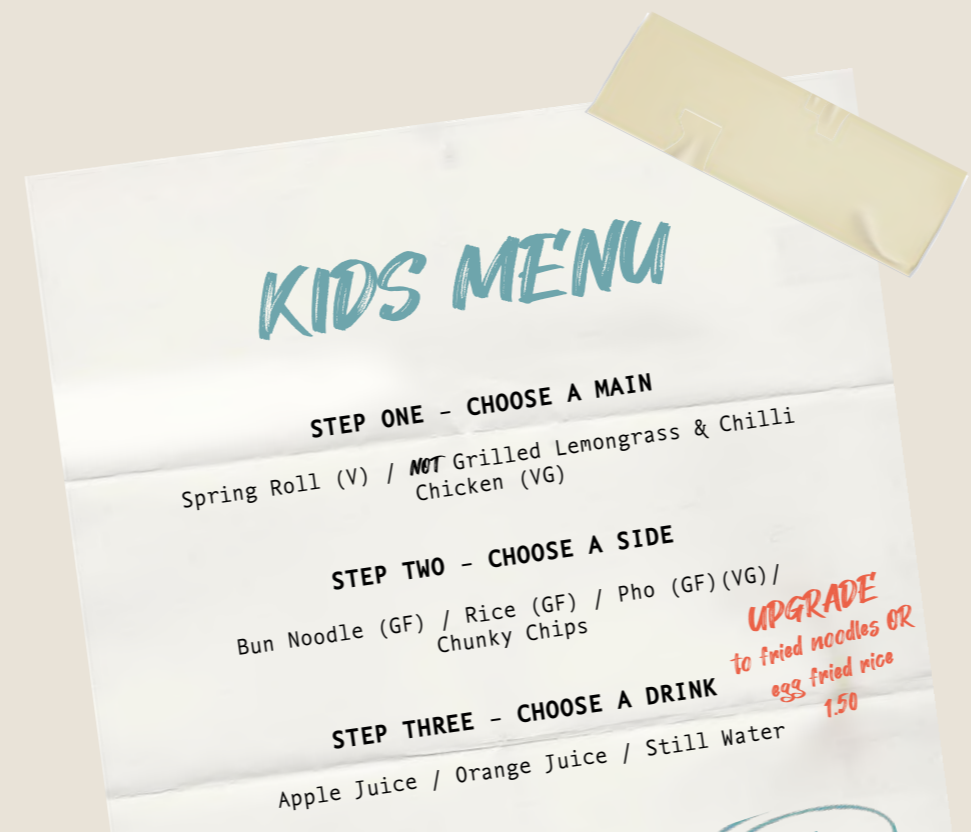 KIDS MENU
STEP ONE – CHOOSE A MAIN
Spring Roll (V) / NOT Grilled Lemongrass & Chilli
Chicken (VG)
STEP TWO – CHOOSE A SIDE
Bun Noodle (GF) / Rice (GF) / Pho (GF)(VG)/
Chunky Chips
UPGRADE
to fried noodles OR
egg fried rice
1.50
STEP THREE – CHOOSE A DRINK
Apple Juice / Orange Juice / Still Water